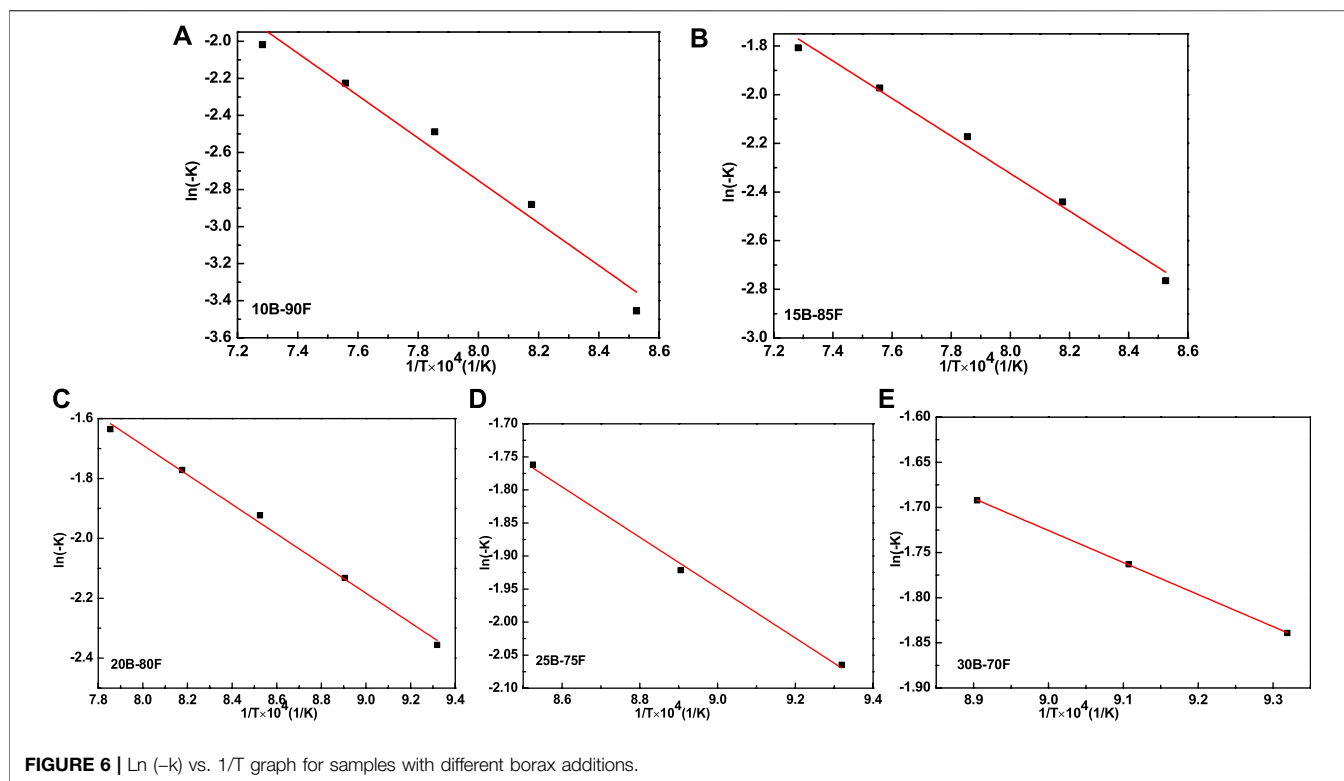 A
-2.0
-2.2
-2.4
-2.6
-2.8
-3.0
-3.2
-3.4
-3.6
ln(-K)
10B-90F
7.2 7.4 7.6 7.8 8.0 8.2 8.4 8.6
1/T×10⁴(1/K)
B
-1.8
-2.0
-2.2
-2.4
-2.6
-2.8
-3.0
ln(-K)
15B-85F
7.2 7.4 7.6 7.8 8.0 8.2 8.4 8.6
1/T×10⁴(1/K)
C
-1.6
-1.8
-2.0
-2.2
-2.4
ln(-K)
20B-80F
7.8 8.0 8.2 8.4 8.6 8.8 9.0 9.2 9.4
1/T×10⁴(1/K)
D
-1.70
-1.75
-1.80
-1.85
-1.90
-1.95
-2.00
-2.05
-2.10
ln(-K)
25B-75F
8.6 8.8 9.0 9.2 9.4
1/T×10⁴(1/K)
E
-1.60
-1.65
-1.70
-1.75
-1.80
-1.85
-1.90
ln(-K)
30B-70F
8.9 9.0 9.1 9.2 9.3
1/T×10⁴(1/K)
FIGURE 6 | Ln (−k) vs. 1/T graph for samples with different borax additions.